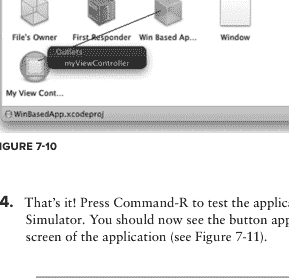 File's Owner First Responder Win Based Ap... Window
Outlets
myViewController
My View Cont...
WinBasedApp.xcodeproj
IGURE 7-10
4. That's it! Press Command-R to test the applica
Simulator. You should now see the button app
screen of the application (see Figure 7-11).